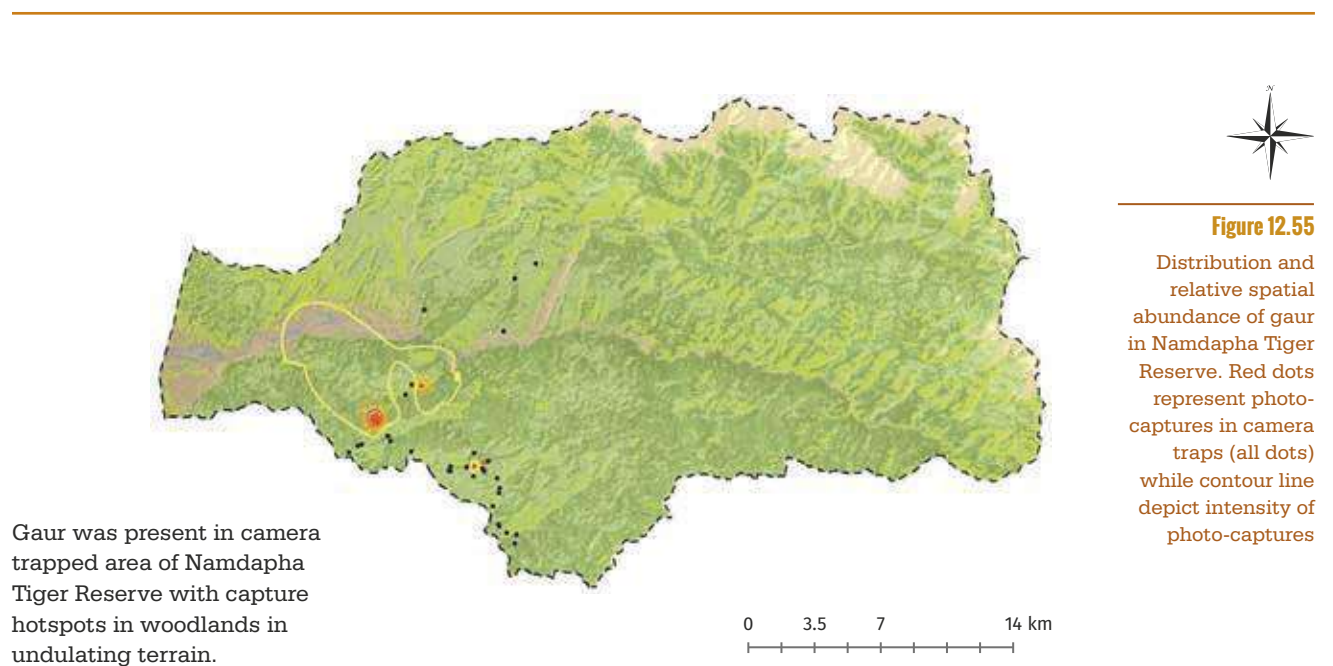 N
Figure 12.55
Distribution and
relative spatial
abundance of gaur
in Namdapha Tiger
Reserve. Red dots
represent photo-
captures in camera
traps (all dots)
while contour line
depict intensity of
photo-captures
Gaur was present in camera
trapped area of Namdapha
Tiger Reserve with capture
hotspots in woodlands in
undulating terrain.
0 3.5 7 14 km